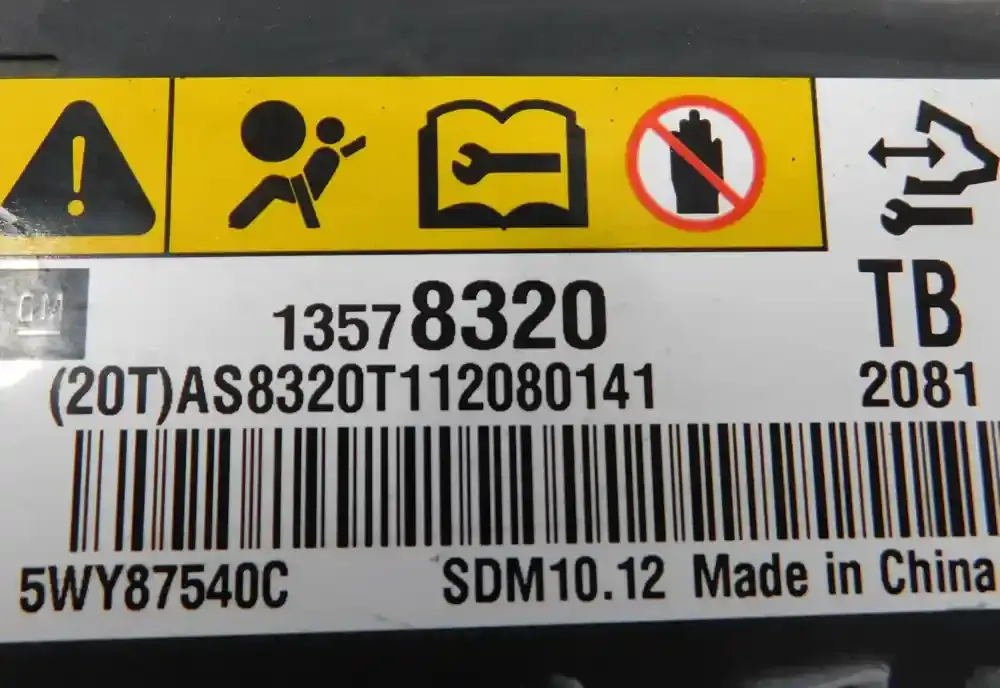 GM
13578320
TB
(20T)AS8320T112080141
2081
5WY87540C
SDM10.12 Made in China